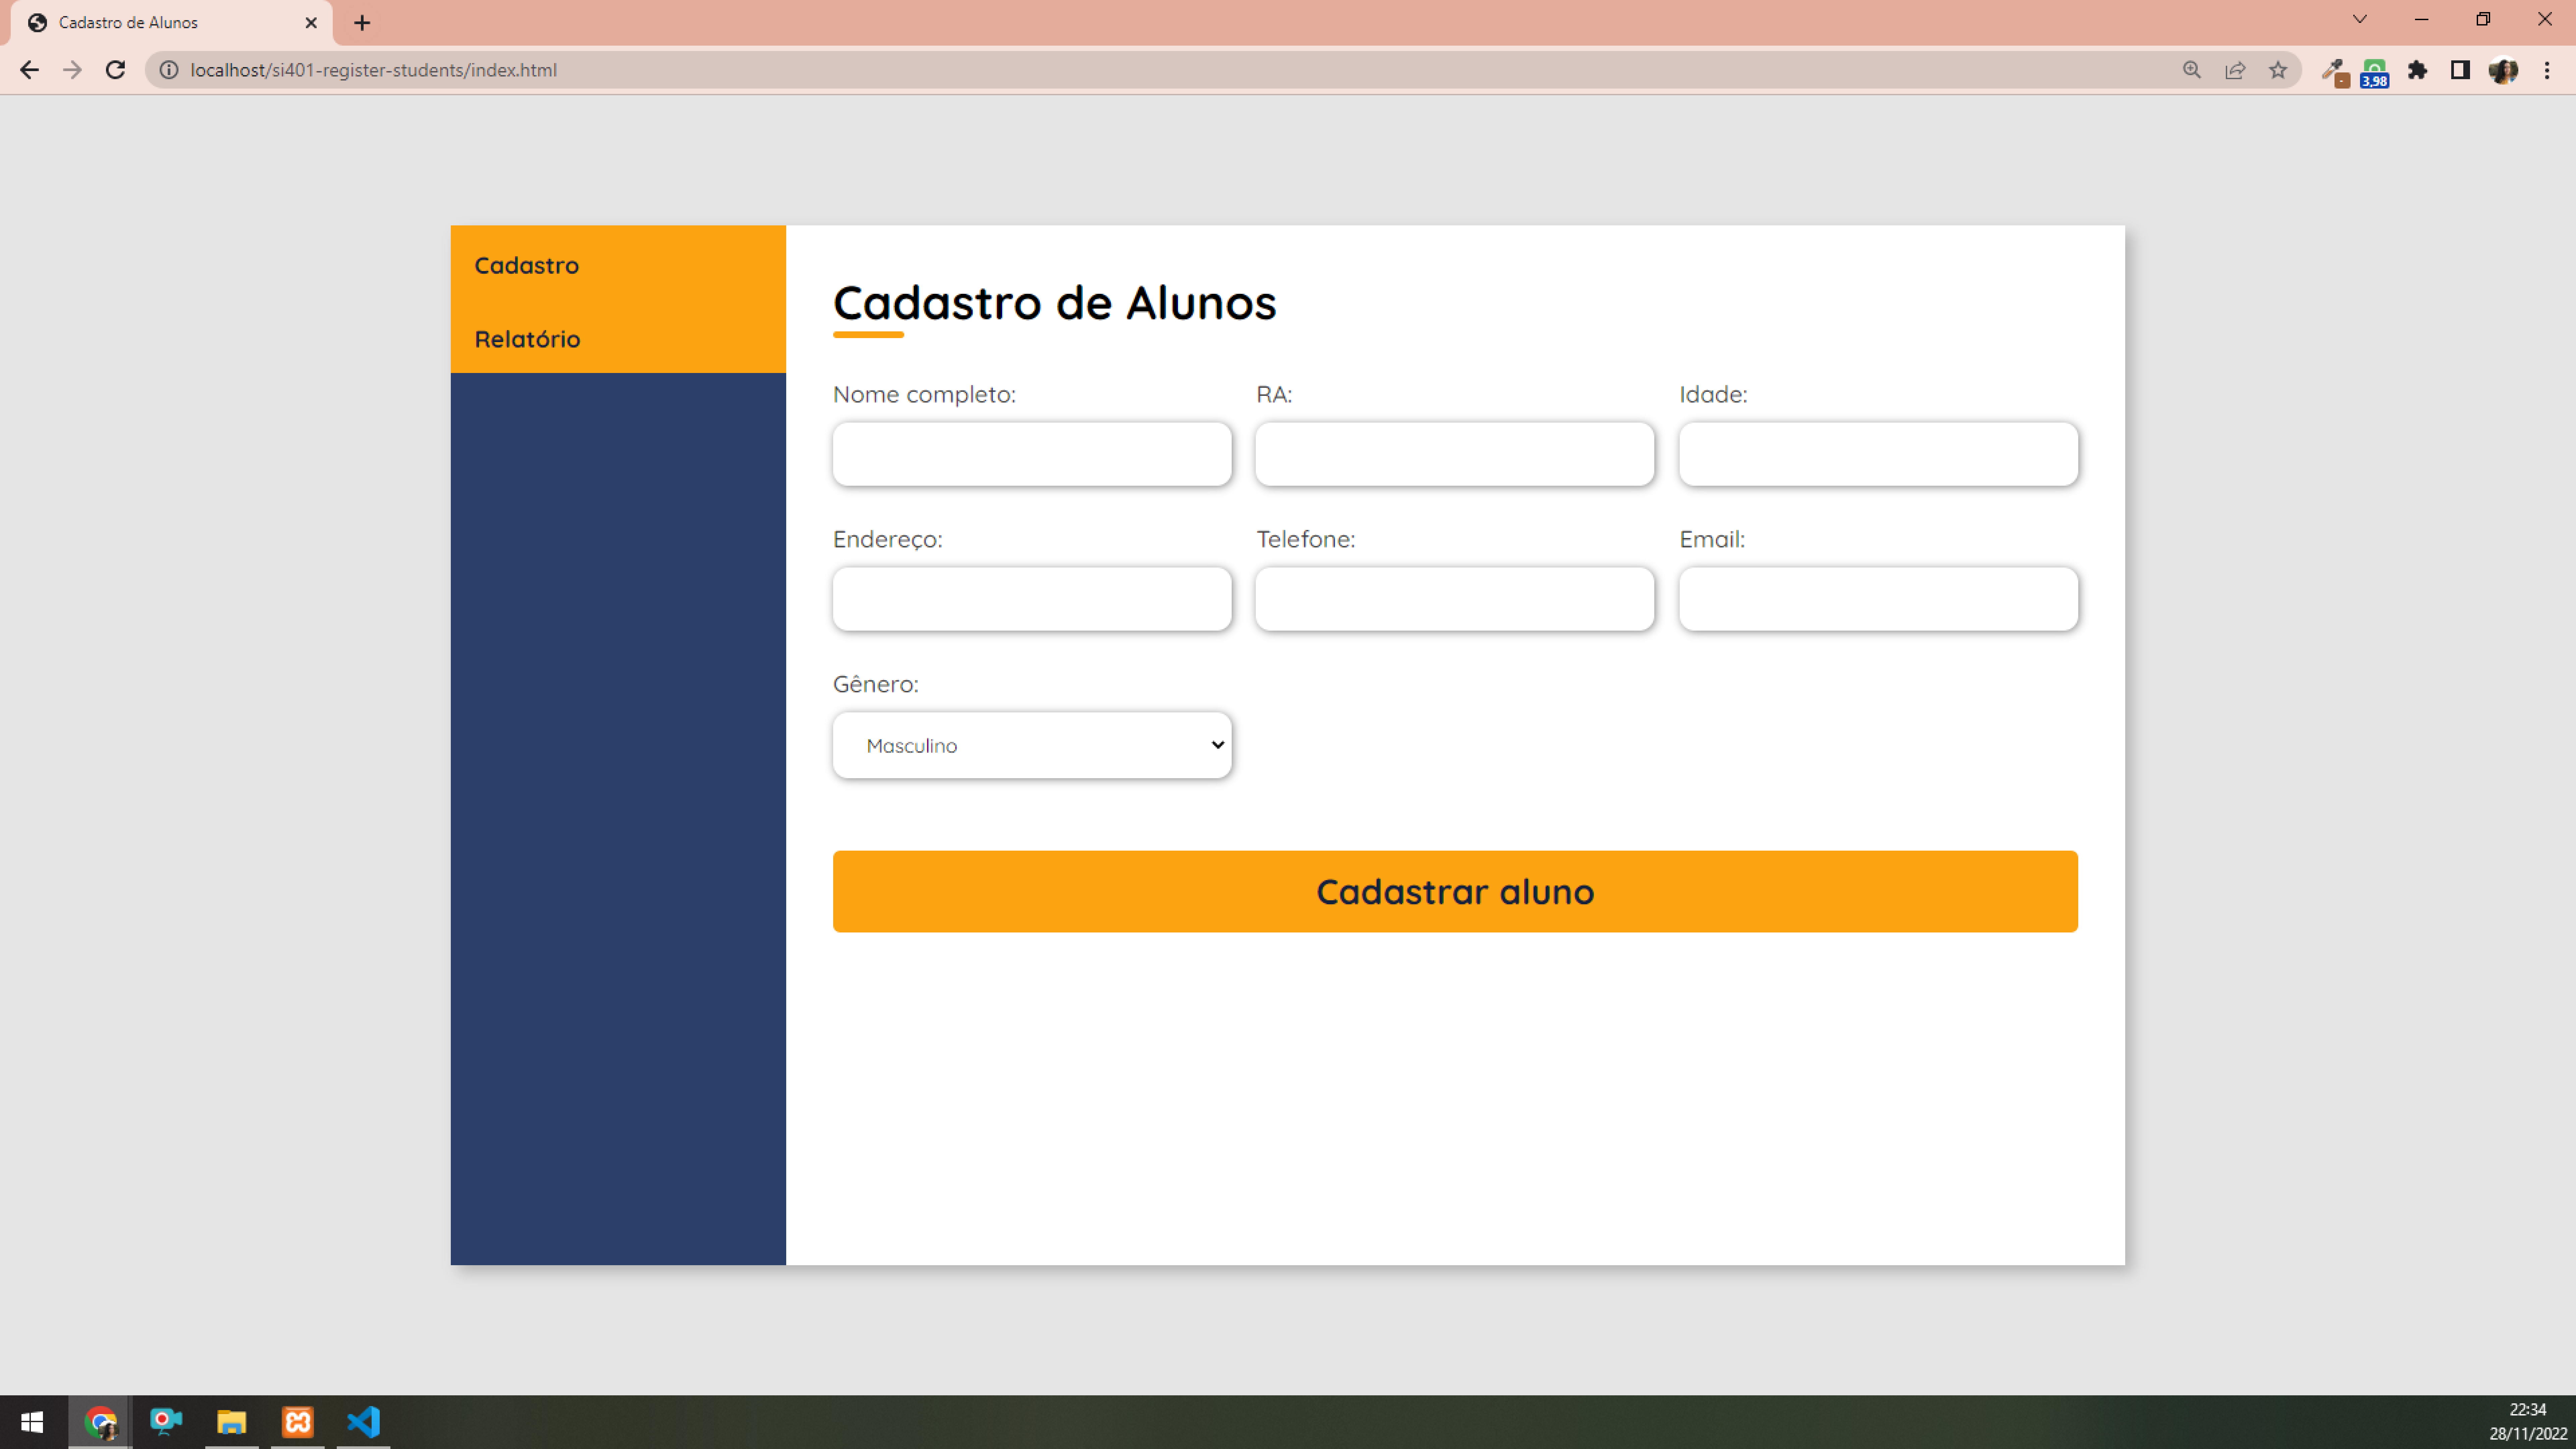 Cadastro de Alunos
localhost/si401-register-students/index.html
3,98
Cadastro
Relatório
Cadastro de Alunos
Nome completo: RA: Idade:
Endereço: Telefone: Email:
Gênero:
Masculino
Cadastrar aluno
22:34
28/11/2022